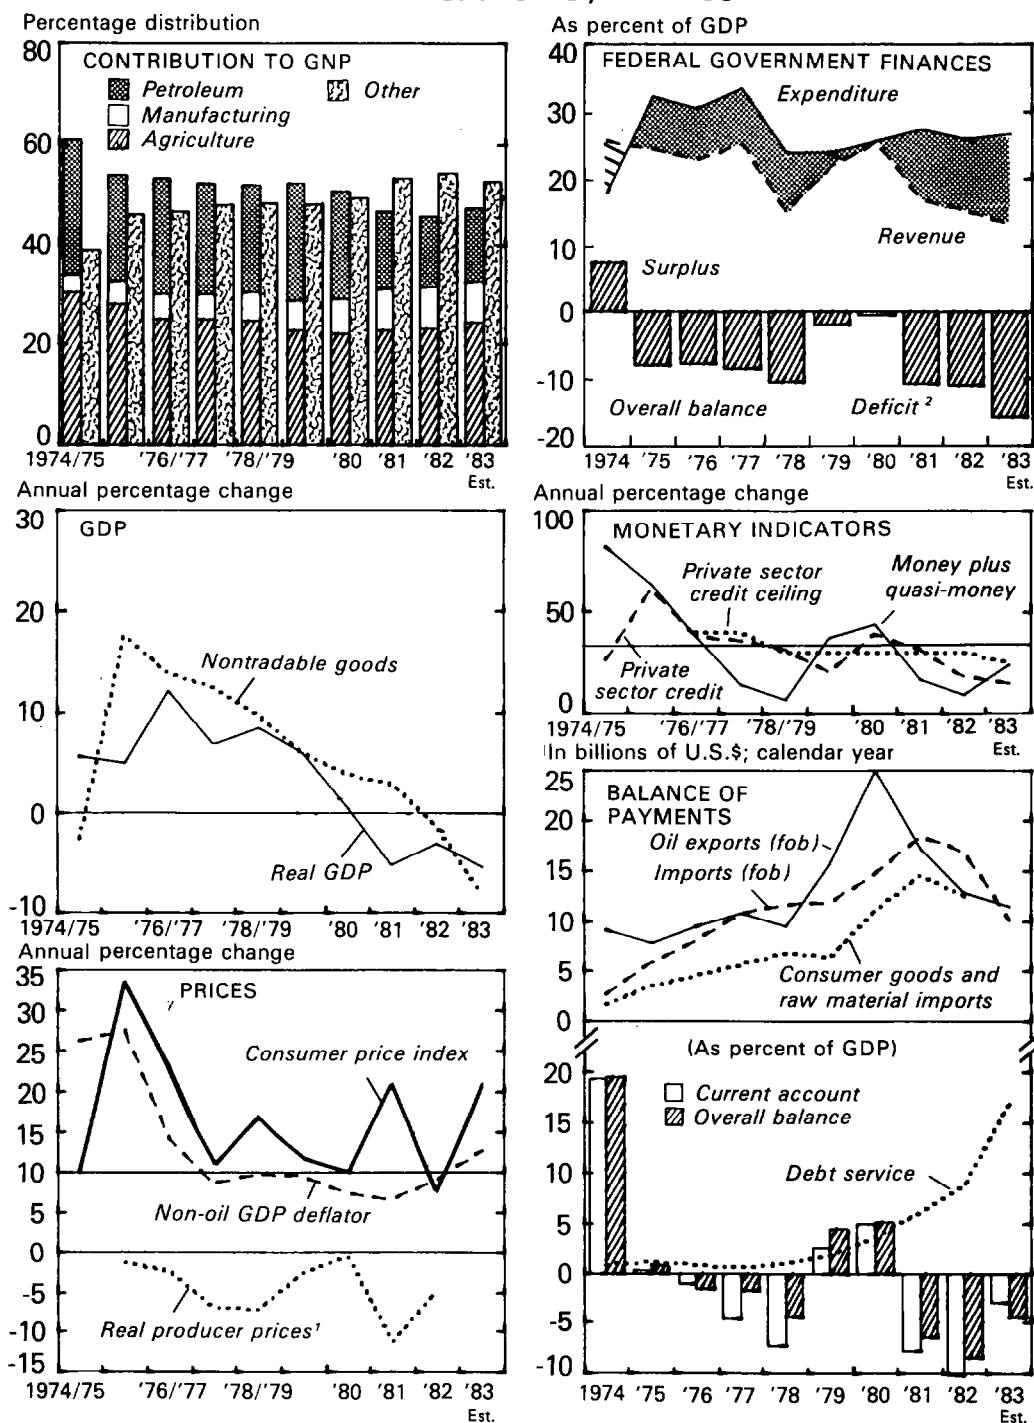 Percentage distribution
80
60
40
20
0
CONTRIBUTION TO GNP
Petroleum
Other
Manufacturing
Agriculture
1974/75 '76/'77 '78/'79 '80 '81 '82 '83
Est.
As percent of GDP
40
30
20
10
0
-10
-20
FEDERAL GOVERNMENT FINANCES
Expenditure
Revenue
Surplus
Overall balance
Deficit ²
1974 '75 '76 '77 '78 '79 '80 '81 '82 '83
Est.
Annual percentage change
30
20
10
0
-10
GDP
Nontradable goods
Real GDP
1974/75 '76/'77 '78/'79 '80 '81 '82 '83
Annual percentage change
100
50
0
MONETARY INDICATORS
Private sector
credit ceiling
Money plus
quasi-money
Private
sector credit
1974/75 '76/'77 '78/'79 '80 '81 '82 '83
Est.
Annual percentage change
35
30
25
20
15
10
5
0
-5
-10
-15
PRICES
Consumer price index
Non-oil GDP deflator
Real producer prices¹
1974/75 '76/'77 '78/'79 '80 '81 '82 '83
Est.
In billions of U.S.$; calendar year
25
20
15
10
5
0
BALANCE OF
PAYMENTS
Oil exports (fob)
Imports (fob)
Consumer goods and
raw material imports
(As percent of GDP)
20
15
10
5
0
-5
-10
Current account
Overall balance
Debt service
1974 '75 '76 '77 '78 '79 '80 '81 '82 '83
Est.